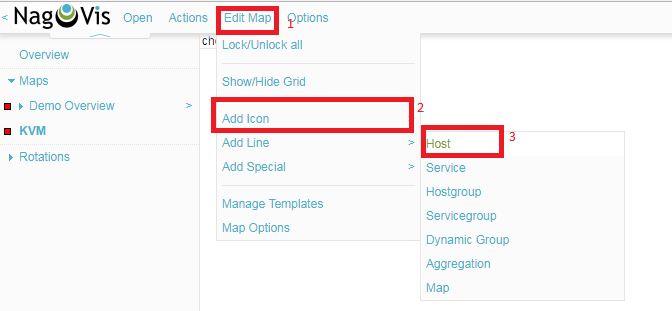 < NagVis Open Actions Edit Map Options
1
che
Lock/Unlock all
Overview
Maps
Show/Hide Grid
Demo Overview >
Add Icon > 2
KVM
Add Line >
Host 3
Rotations
Add Special >
Service
Hostgroup
Manage Templates
Servicegroup
Map Options
Dynamic Group
Aggregation
Map